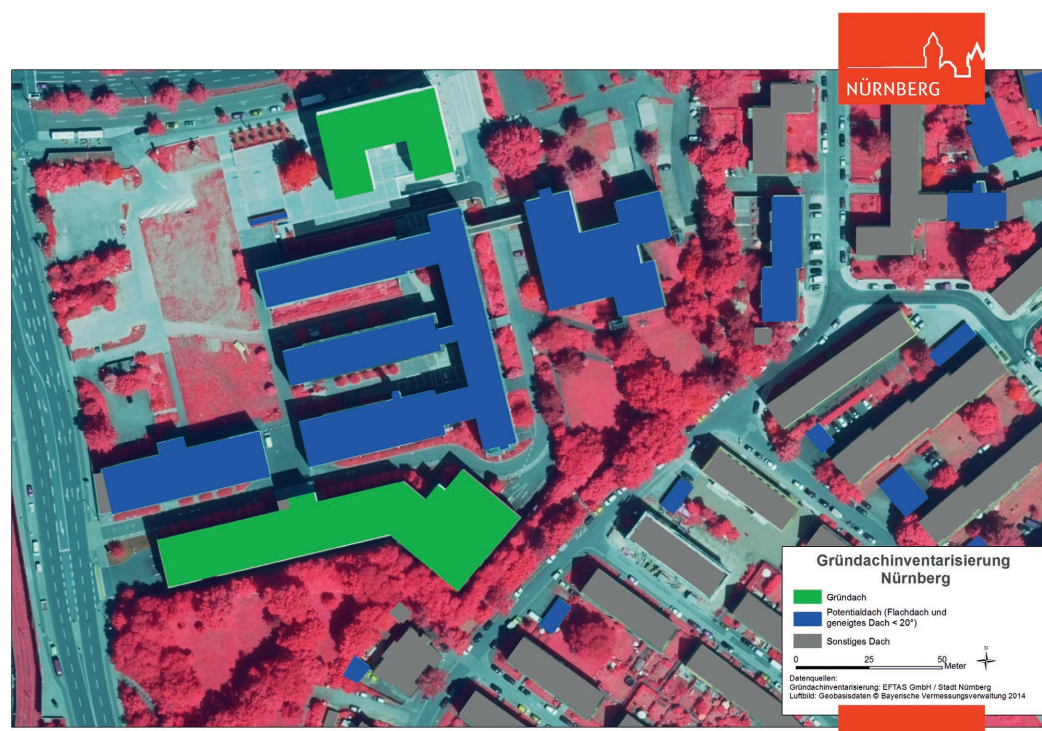 NÜRNBERG
Gründachinventarisierung
Nürnberg
Gründach
Potentialdach (Flachdach und
geneigtes Dach < 20°)
Sonstiges Dach
N
0 25 50 Meter
Datenquellen:
Gründachinventarisierung: EFTAS GmbH / Stadt Nürnberg
Luftbild: Geobasisdaten © Bayerische Vermessungsverwaltung 2014